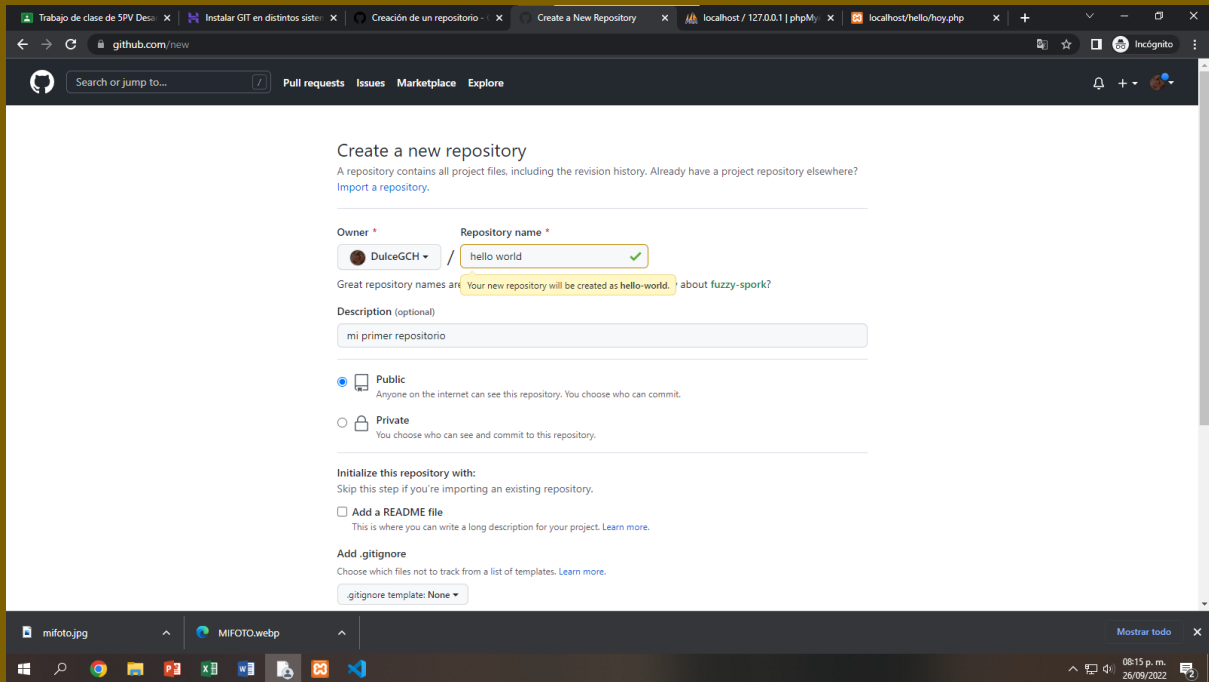 Trabajo de clase de 5PV Desar
Instalar GIT en distintos sistem
Creación de un repositorio -
Create a New Repository
localhost / 127.0.0.1 | phpMy
localhost/hello/hoy.php
github.com/new
Incógnito
Search or jump to...
/
Pull requests
Issues
Marketplace
Explore
Create a new repository
A repository contains all project files, including the revision history. Already have a project repository elsewhere?
Import a repository.
Owner *
Repository name *
DulceGCH
/
hello world
Great repository names are
Your new repository will be created as hello-world.
about fuzzy-spork?
Description (optional)
mi primer repositorio
Public
Anyone on the internet can see this repository. You choose who can commit.
Private
You choose who can see and commit to this repository.
Initialize this repository with:
Skip this step if you're importing an existing repository.
Add a README file
This is where you can write a long description for your project. Learn more.
Add .gitignore
Choose which files not to track from a list of templates. Learn more.
.gitignore template: None
mifoto.jpg
MIFOTO.webp
Mostrar todo
08:15 p. m.
26/09/2022
2